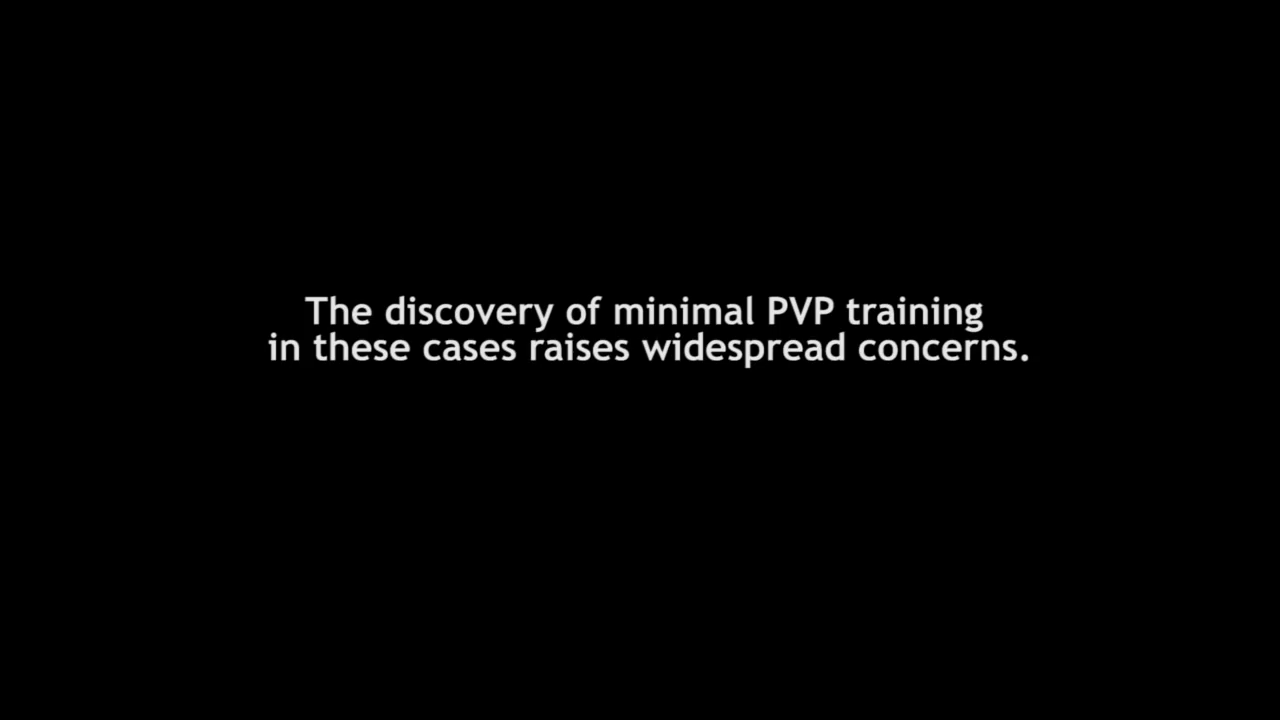 The discovery of minimal PVP training
in these cases raises widespread concerns.